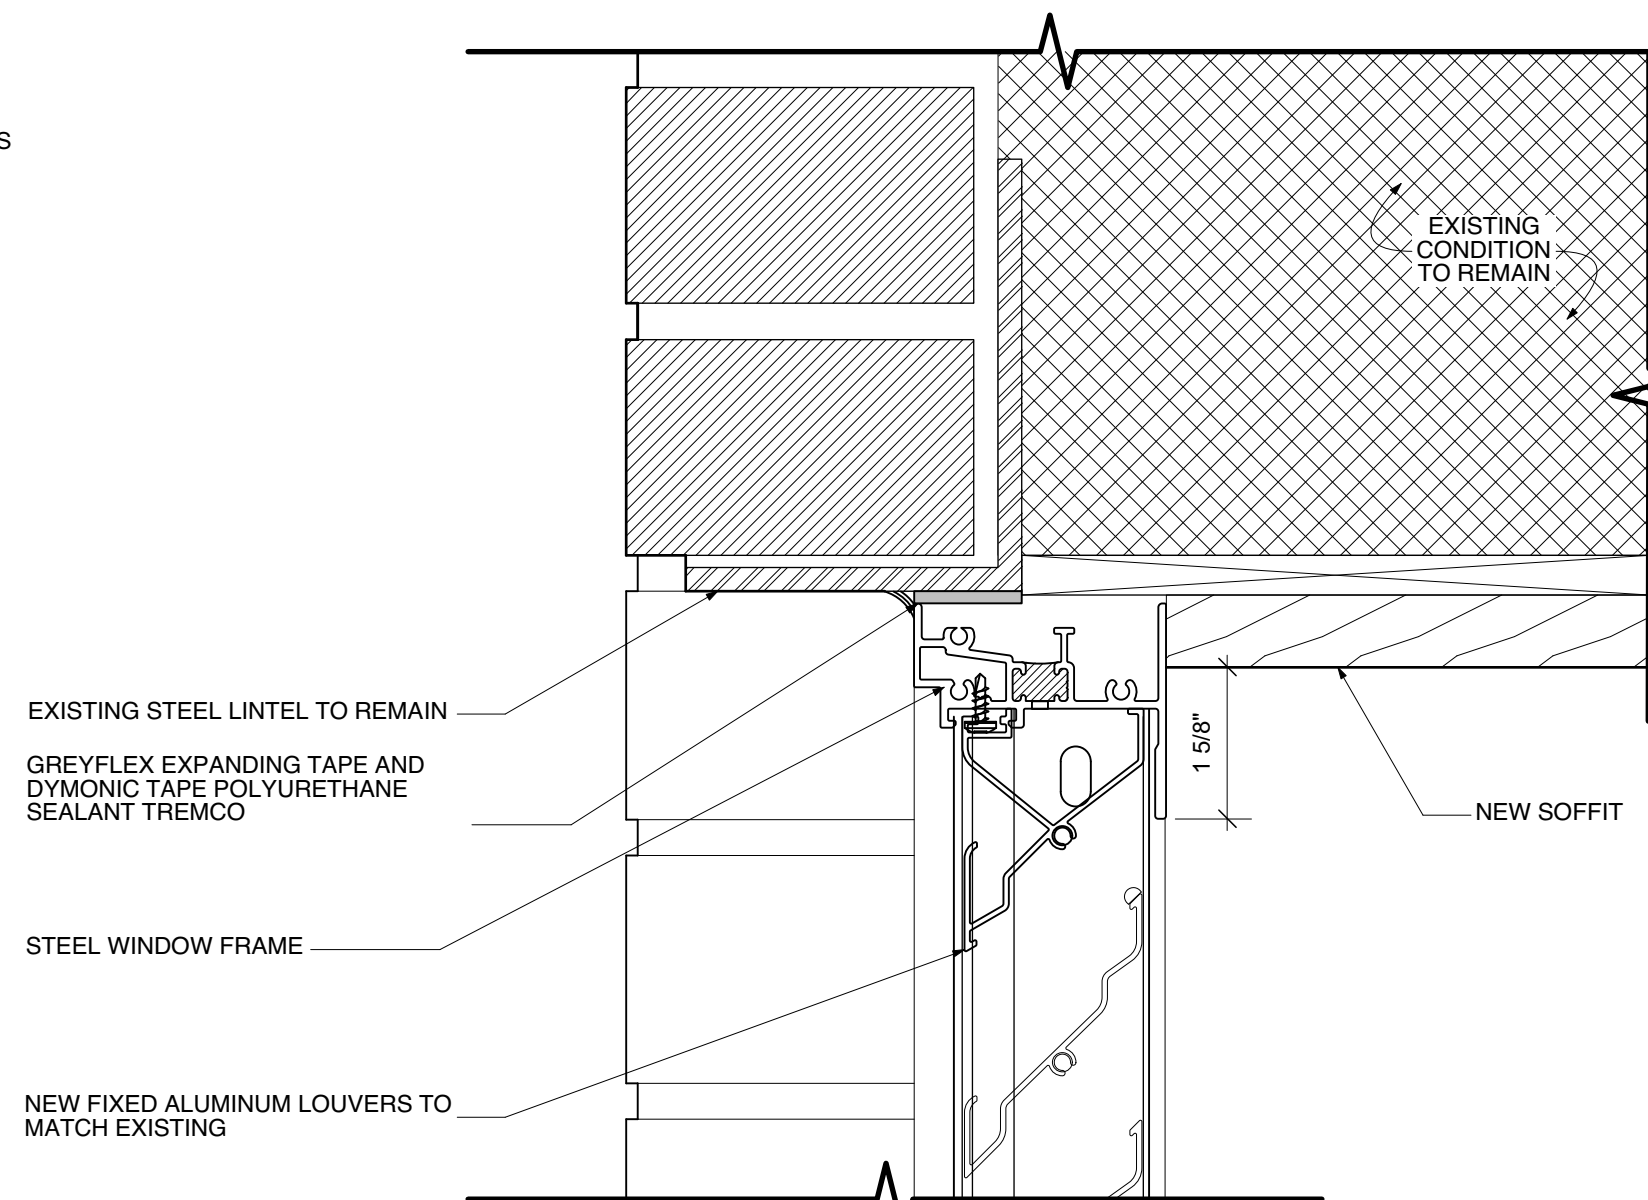 S
EXISTING
CONDITION
TO REMAIN
EXISTING STEEL LINTEL TO REMAIN
GREYFLEX EXPANDING TAPE AND
DYMONIC TAPE POLYURETHANE
SEALANT TREMCO
1 5/8"
NEW SOFFIT
STEEL WINDOW FRAME
NEW FIXED ALUMINUM LOUVERS TO
MATCH EXISTING